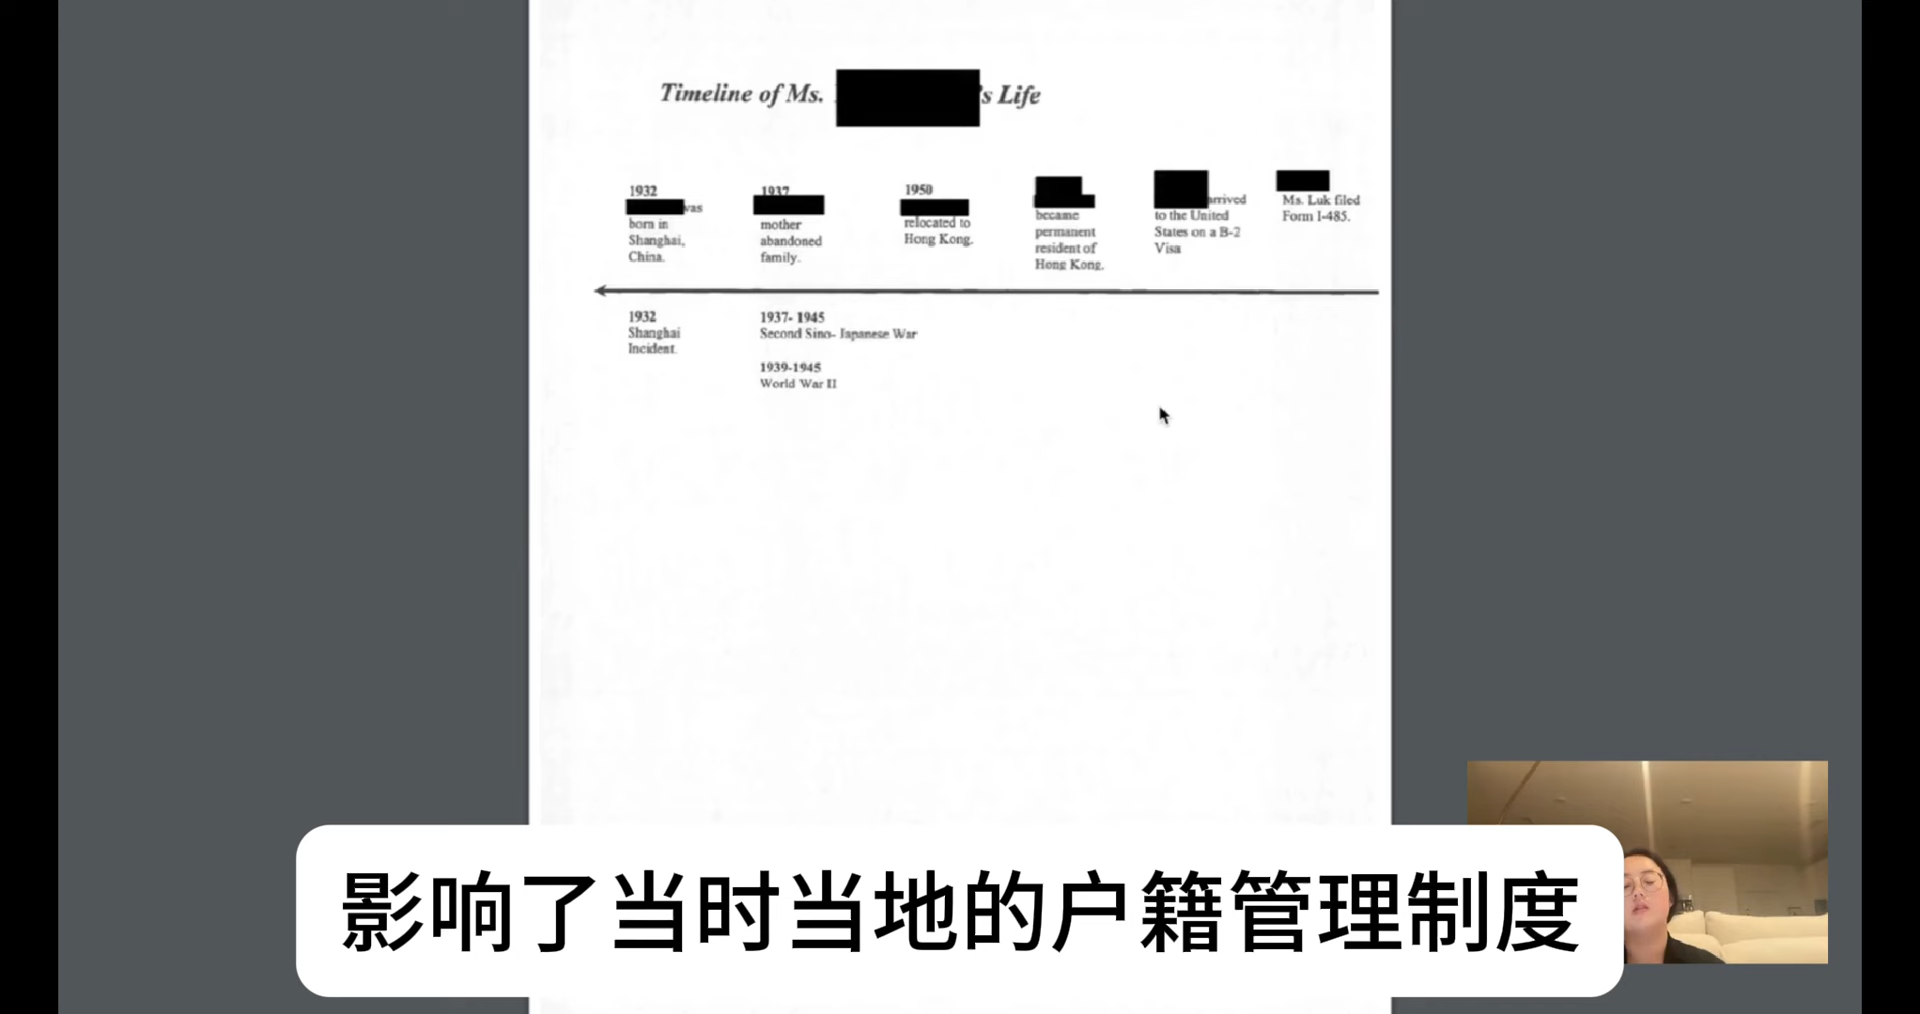 Timeline of Ms.
's Life
1932
was
born in
Shanghai,
China.
1937
mother
abandoned
family.
1950
relocated to
Hong Kong.
became
permanent
resident of
Hong Kong.
arrived
to the United
States on a B-2
Visa
Ms. Luk filed
Form I-485.
1932
Shanghai
Incident.
1937- 1945
Second Sino- Japanese War
1939-1945
World War II
影响了当时当地的户籍管理制度